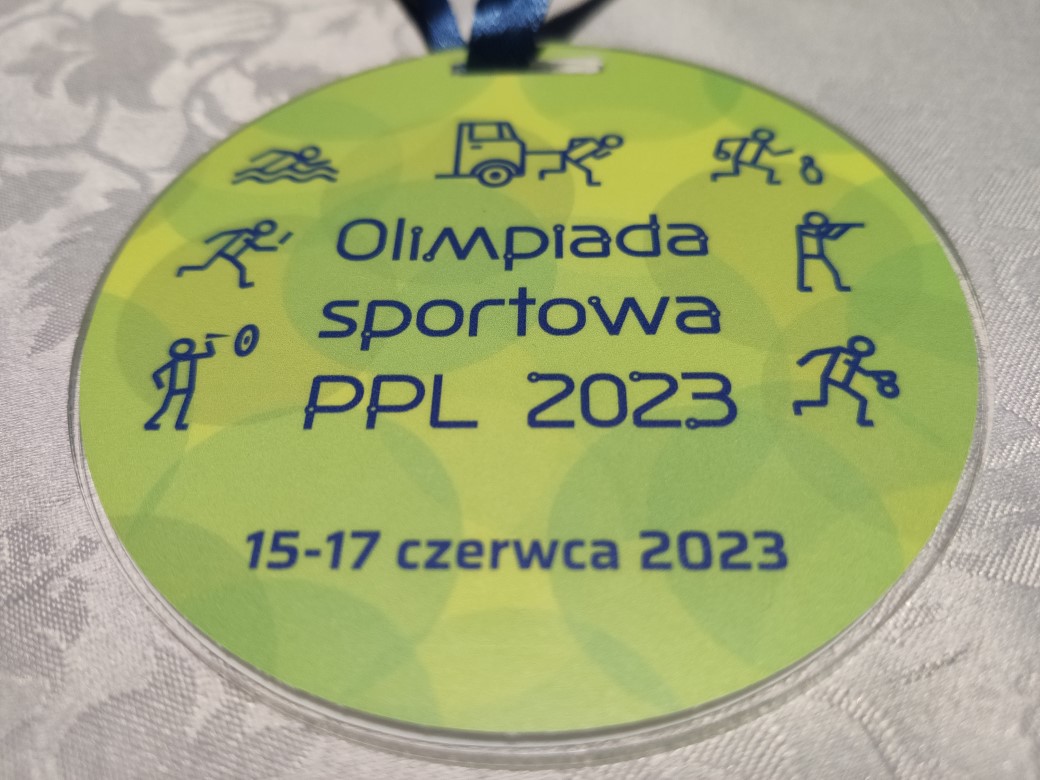 Olimpiada
sportowa
PPL 2023
15-17 czerwca 2023